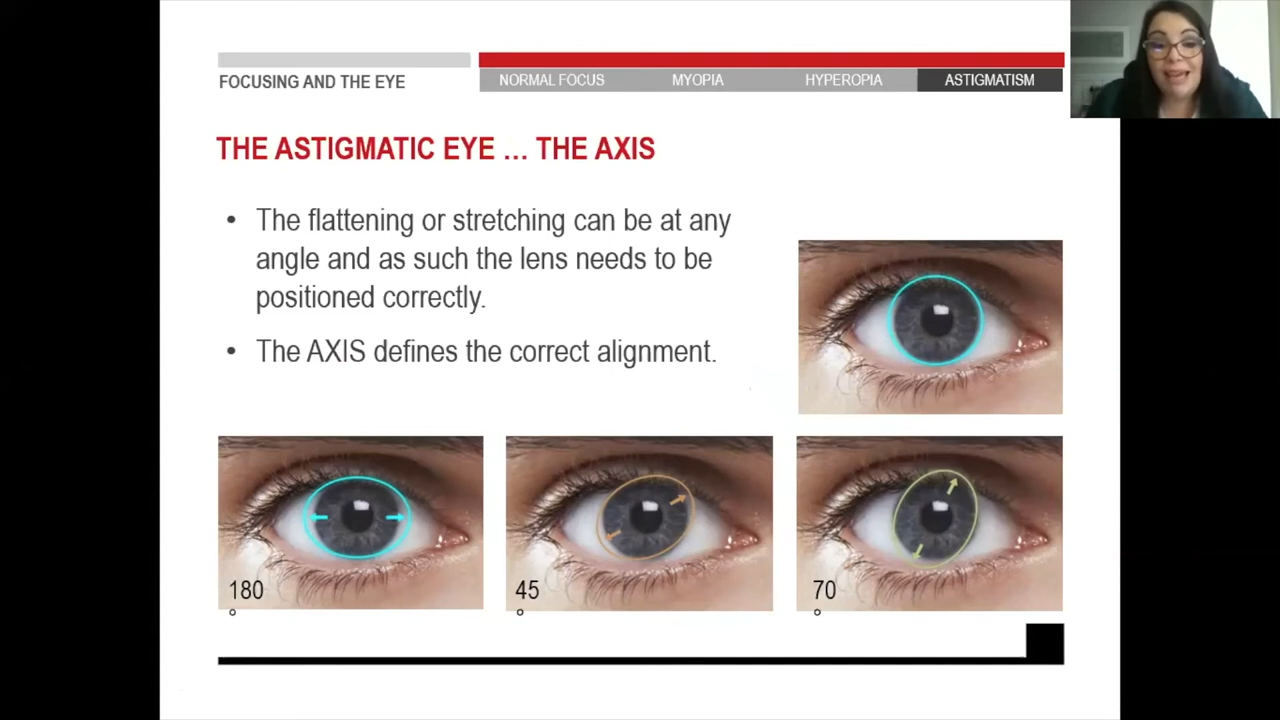 FOCUSING AND THE EYE
NORMAL FOCUS
MYOPIA
HYPEROPIA
ASTIGMATISM
THE ASTIGMATIC EYE … THE AXIS
• The flattening or stretching can be at any
angle and as such the lens needs to be
positioned correctly.
• The AXIS defines the correct alignment.
180
°
45
°
70
°